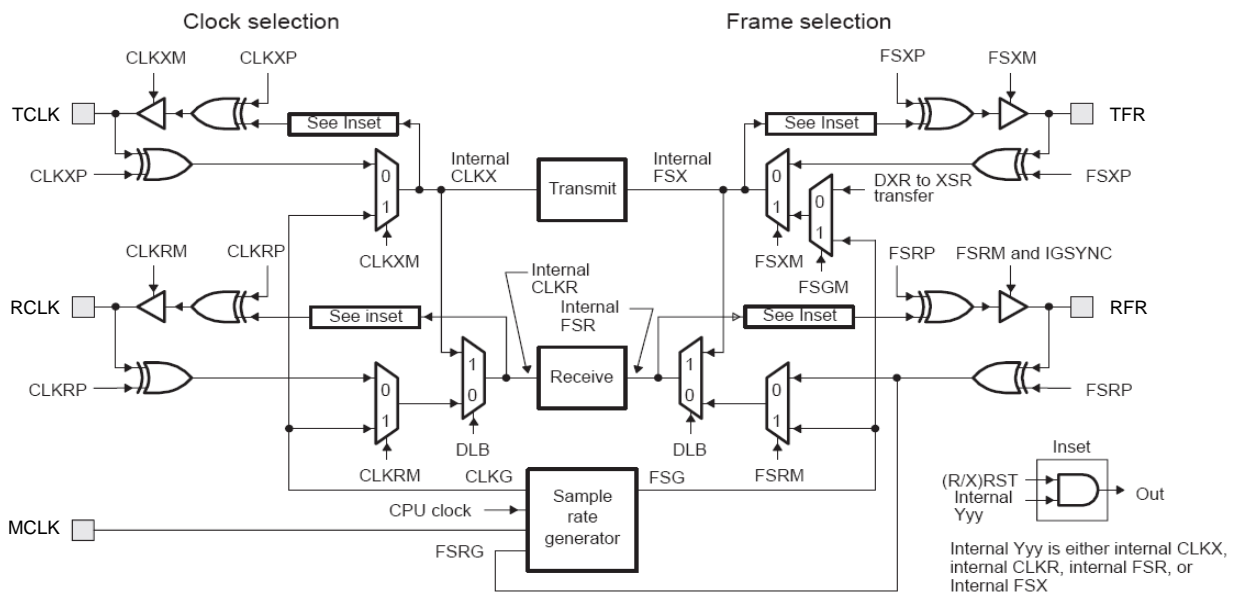 Clock selection
Frame selection
CLKXM
CLKXP
FSXP
FSXM
TCLK
See Inset
See Inset
TFR
CLKXP
0
1
Internal
CLKX
Transmit
Internal
FSX
0
1
0
1
DXR to XSR
transfer
FSXP
CLKXM
FSXM
FSGM
CLKRM
CLKRP
FSRP
FSRM and IGSYNC
Internal
CLKR
Internal
FSR
RCLK
See inset
See Inset
RFR
CLKRP
0
1
1
0
Receive
1
0
0
1
FSRP
DLB
DLB
CLKRM
CLKG
FSG
FSRM
Sample
rate
generator
CPU clock
MCLK
FSRG
Inset
(R/X)RST
Internal
Yyy
Out
Internal Yyy is either internal CLKX,
internal CLKR, internal FSR, or
Internal FSX